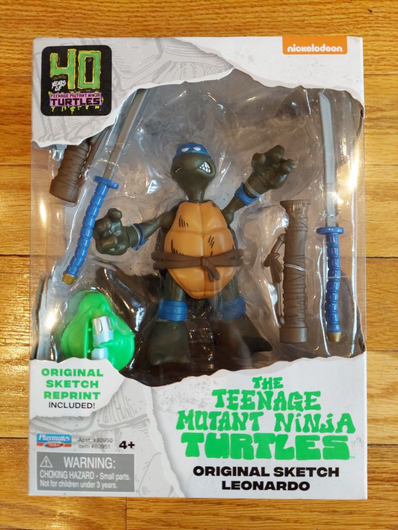 nickelodeon
40
years
TEENAGE MUTANT NINJA
TURTLES
ORIGINAL
SKETCH
REPRINT
INCLUDED!
THE
TEENAGE
MUTANT NINJA
TURTLES
ORIGINAL SKETCH
LEONARDO
Playmates
4+
WARNING:
CHOKING HAZARD - Small parts.
Not for children under 3 years.